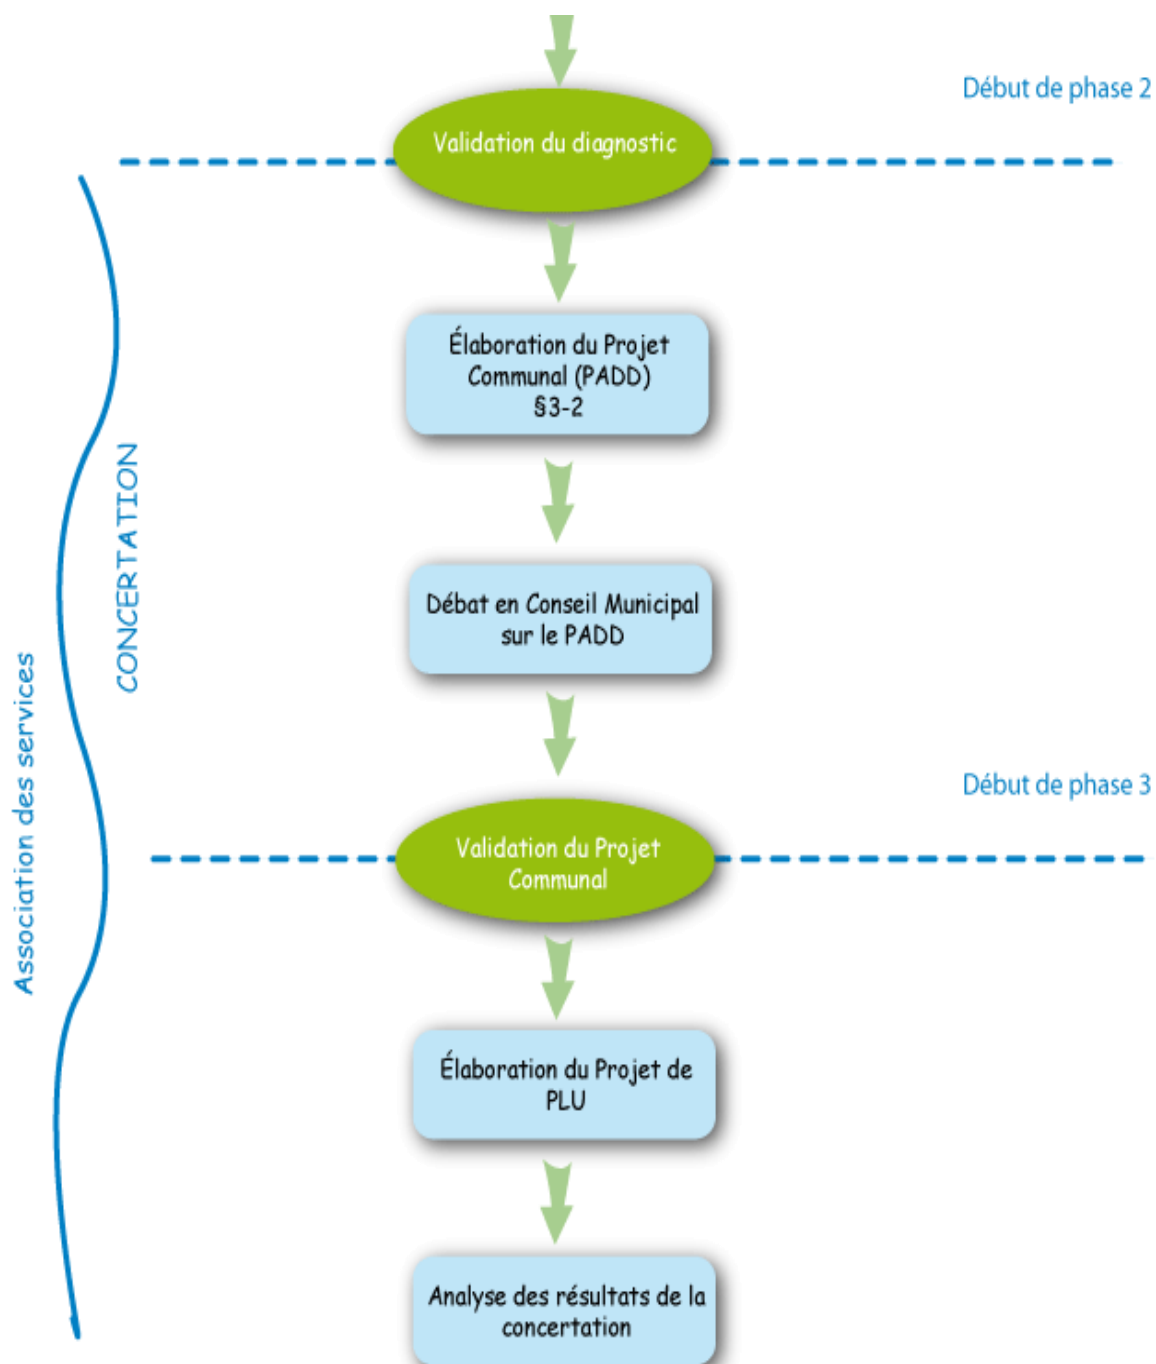 Début de phase 2
Validation du diagnostic
Élaboration du Projet
Communal (PADD)
§3-2
CONCERTATION
Débat en Conseil Municipal
sur le PADD
Association des services
Début de phase 3
Validation du Projet
Communal
Élaboration du Projet de
PLU
Analyse des résultats de la
concertation